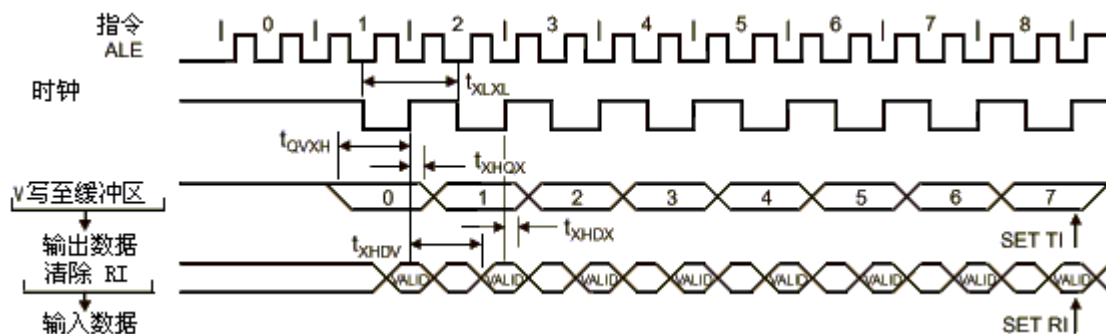 指令 0 1 2 3 4 5 6 7 8
ALE
tXLXL
时钟
tQVXH
tXHQX
写至缓冲区 0 1 2 3 4 5 6 7
tXHDV
tXHDX
输出数据
SET TI
清除 RI
VALID VALID VALID VALID VALID VALID VALID VALID
输入数据
SET RI